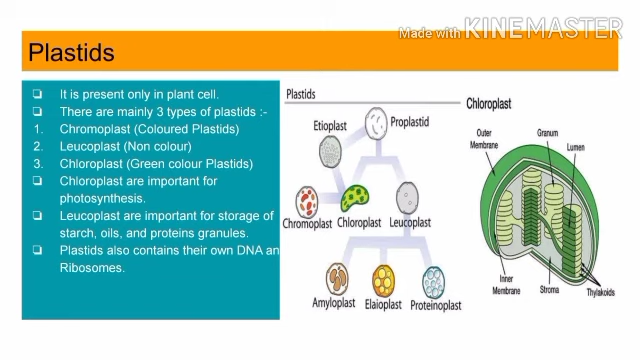 Made with KINEMASTER
Plastids
❑ It is present only in plant cell.
❑ There are mainly 3 types of plastids :-
1. Chromoplast (Coloured Plastids)
2. Leucoplast (Non colour)
3. Chloroplast (Green colour Plastids)
❑ Chloroplast are important for
photosynthesis.
❑ Leucoplast are important for storage of
starch, oils, and proteins granules.
❑ Plastids also contains their own DNA an
Ribosomes.
Plastids
Etioplast
Proplastid
Chromoplast
Chloroplast
Leucoplast
Amyloplast
Elaioplast
Proteinoplast
Chloroplast
Outer
Membrane
Granum
Lumen
Inner
Membrane
Stroma
Thylakoids